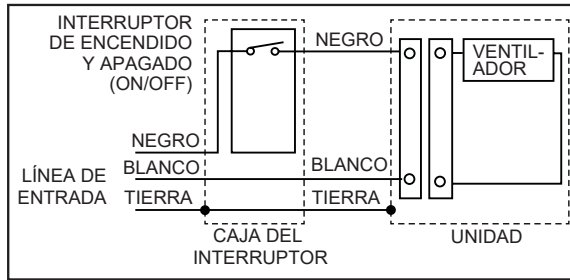 INTERRUPTOR
DE ENCENDIDO
Y APAGADO
(ON/OFF)
NEGRO
VENTIL-
ADOR
NEGRO
LÍNEA DE
ENTRADA
BLANCO
BLANCO
TIERRA
TIERRA
CAJA DEL
INTERRUPTOR
UNIDAD